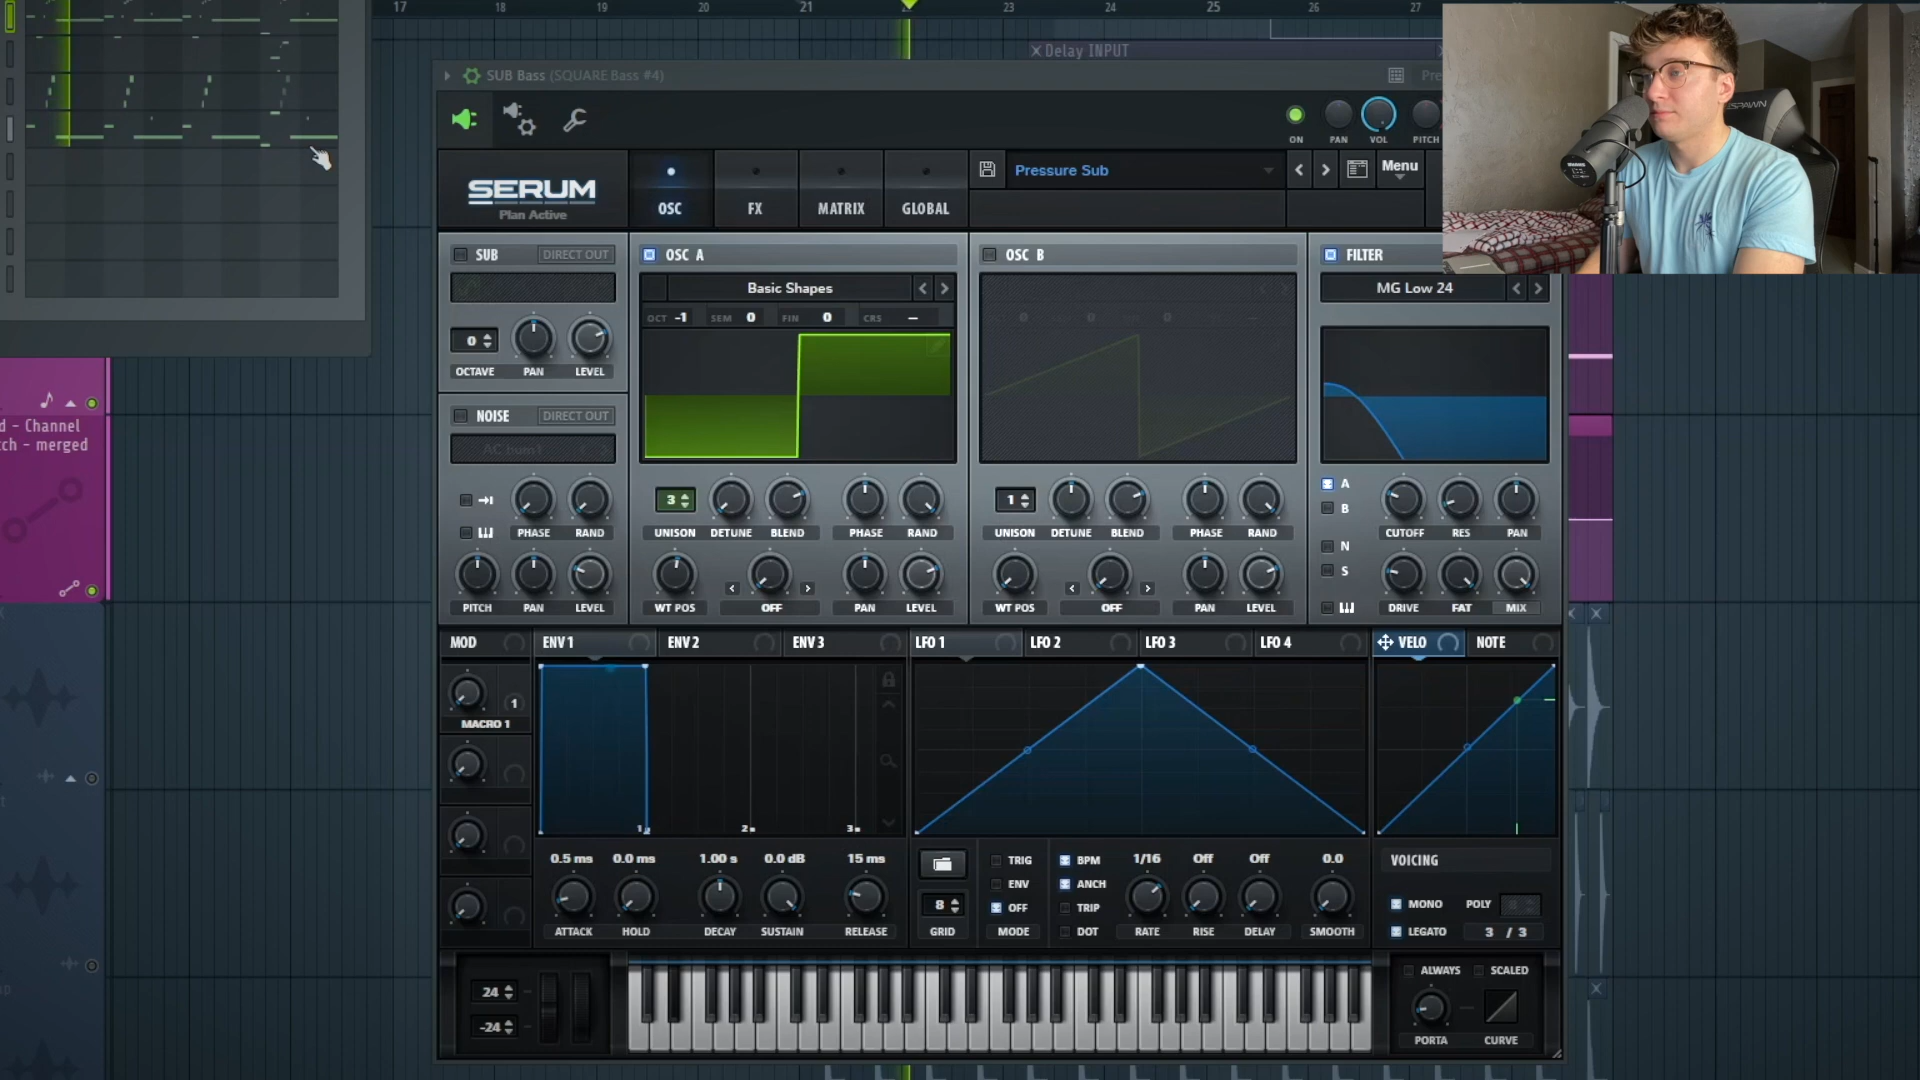 17 18 19 20 21 23 24 25 26 27
Delay INPUT
SUB Bass (SQUARE Bass #4)
Pre
ON PAN VOL PITCH
SERUM
Plan Active
OSC FX MATRIX GLOBAL
Pressure Sub
Menu
SUB DIRECT OUT
OSC A
OSC B
FILTER
Basic Shapes
MG Low 24
OCT -1 SEM 0 FIN 0 CRS –
0
OCTAVE PAN LEVEL
NOISE DIRECT OUT
AC hum1
d - Channel
tch - merged
A
B
N
S
3
1
PHASE RAND
UNISON DETUNE BLEND PHASE RAND
UNISON DETUNE BLEND PHASE RAND
CUTOFF RES PAN
PITCH PAN LEVEL
WT POS OFF PAN LEVEL
WT POS OFF PAN LEVEL
DRIVE FAT MIX
MOD ENV 1 ENV 2 ENV 3 LFO 1 LFO 2 LFO 3 LFO 4 VELO NOTE
1
MACRO 1
1 2 3
0.5 ms 0.0 ms 1.00 s 0.0 dB 15 ms
ATTACK HOLD DECAY SUSTAIN RELEASE
8
GRID
TRIG
ENV
OFF
MODE
BPM
ANCH
TRIP
DOT
1/16 Off Off 0.0
RATE RISE DELAY SMOOTH
VOICING
MONO POLY
LEGATO 3 / 3
24
-24
ALWAYS SCALED
PORTA CURVE